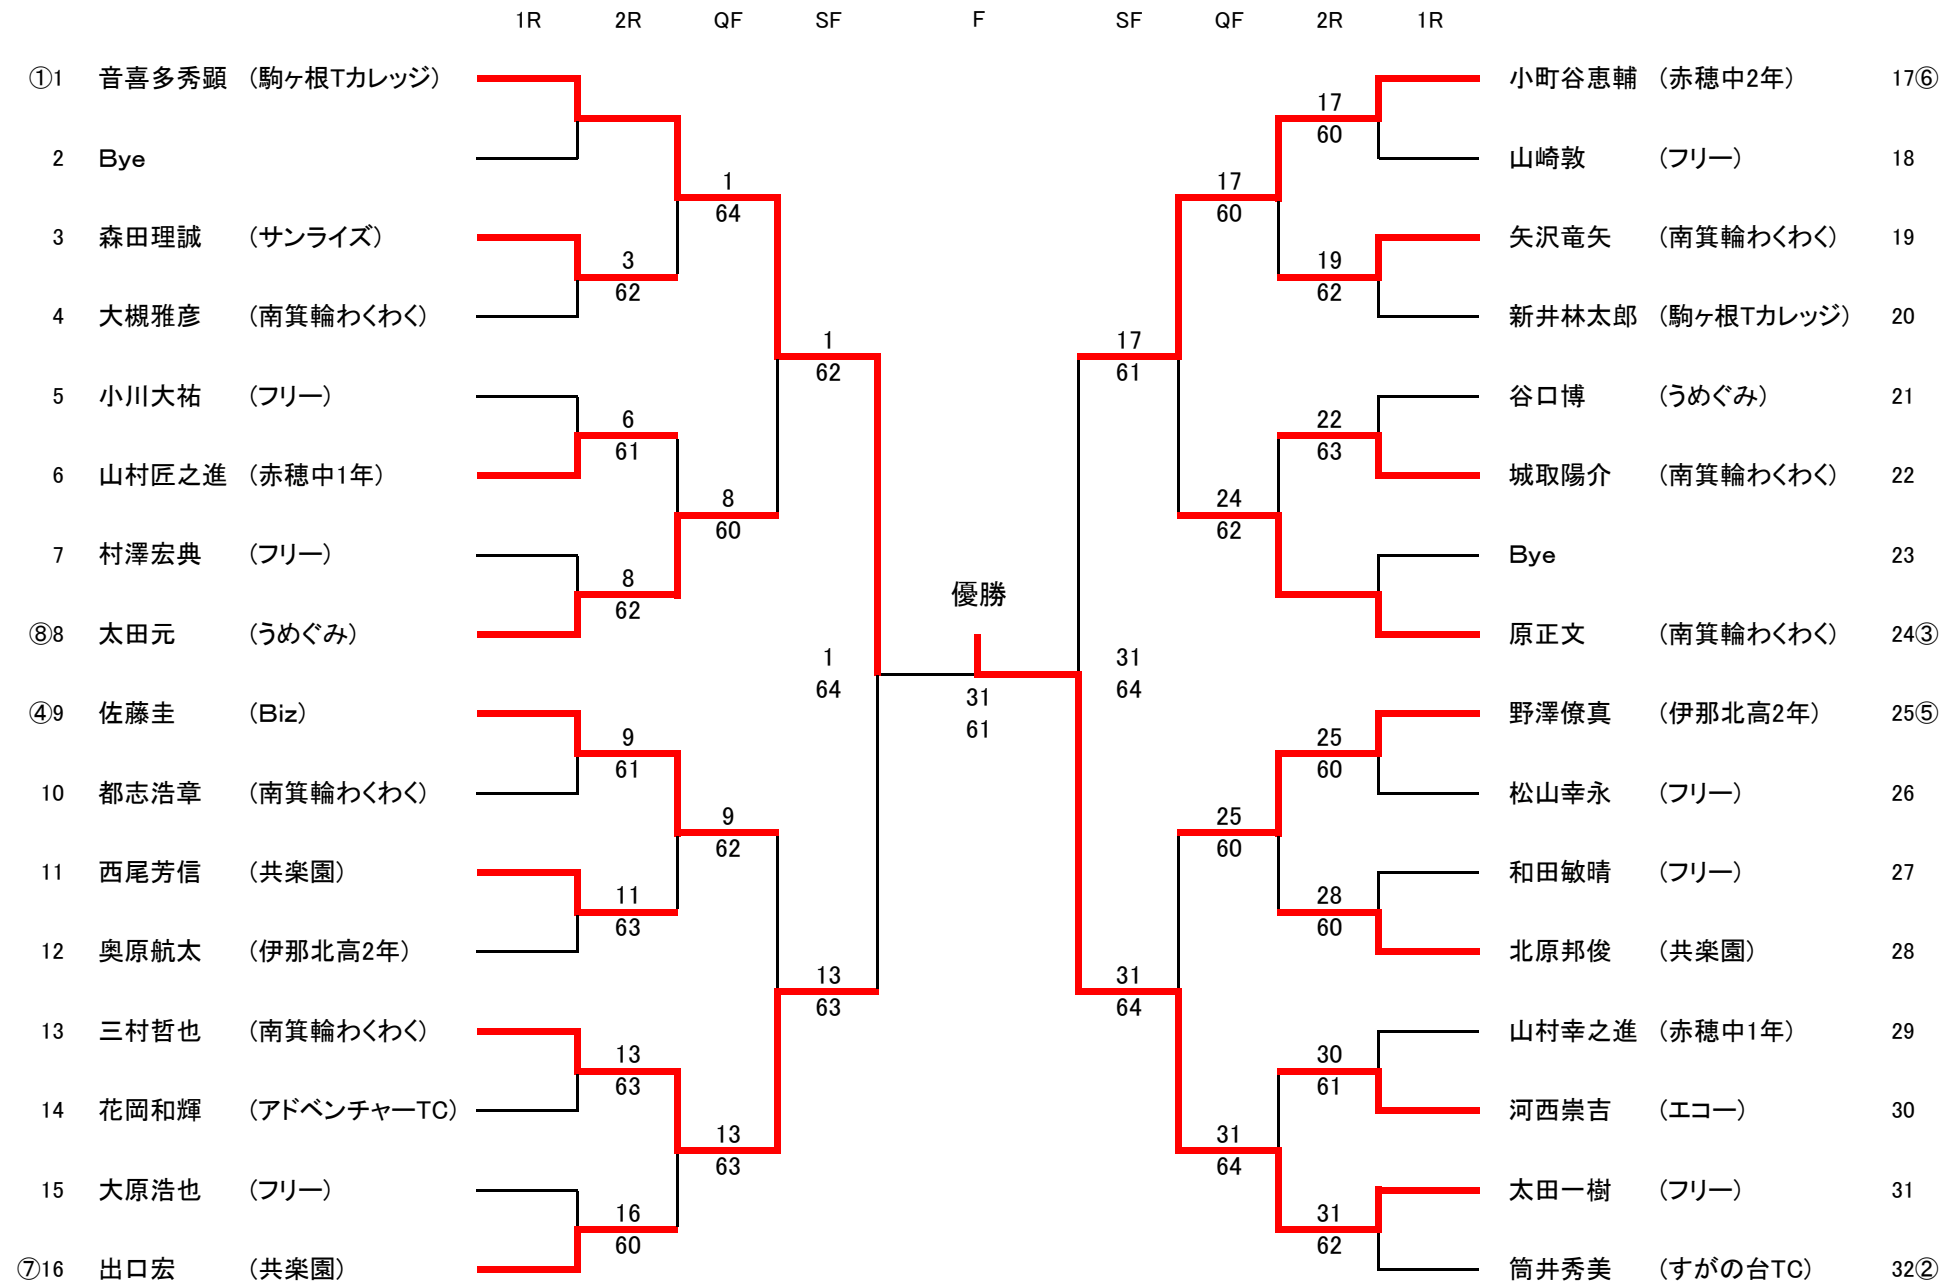 1R 2R QF SF F SF QF 2R 1R
①1 音喜多秀顕 (駒ヶ根Tカレッジ) 小町谷恵輔 (赤穂中2年) 17⑥
17
60
2 Bye 山崎敦 (フリー) 18
1 17
64 60
3 森田理誠 (サンライズ) 矢沢竜矢 (南箕輪わくわく) 19
3 19
62 62
4 大槻雅彦 (南箕輪わくわく) 新井林太郎 (駒ヶ根Tカレッジ) 20
1 17
62 61
5 小川大祐 (フリー) 谷口博 (うめぐみ) 21
6 22
61 63
6 山村匠之進 (赤穂中1年) 城取陽介 (南箕輪わくわく) 22
8 24
60 62
7 村澤宏典 (フリー) Bye 23
8 優勝
62
⑧8 太田元 (うめぐみ) 原正文 (南箕輪わくわく) 24③
1 31
64 31 64
61
④9 佐藤圭 (Biz) 野澤僚真 (伊那北高2年) 25⑤
9 25
61 60
10 都志浩章 (南箕輪わくわく) 松山幸永 (フリー) 26
9 25
62 60
11 西尾芳信 (共楽園) 和田敏晴 (フリー) 27
11 28
63 60
12 奥原航太 (伊那北高2年) 北原邦俊 (共楽園) 28
13 31
63 64
13 三村哲也 (南箕輪わくわく) 山村幸之進 (赤穂中1年) 29
13 30
63 61
14 花岡和輝 (アドベンチャーTC) 河西崇吉 (エコー) 30
13 31
63 64
15 大原浩也 (フリー) 太田一樹 (フリー) 31
16 31
60 62
⑦16 出口宏 (共楽園) 筒井秀美 (すがの台TC) 32②